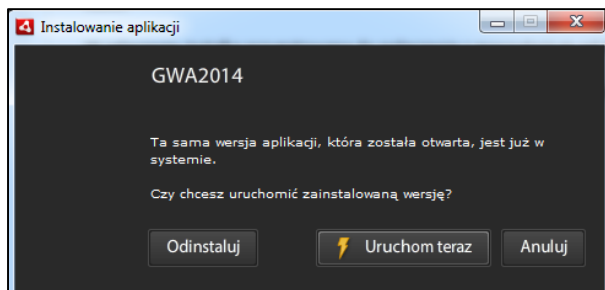 Instalowanie aplikacji
GWA2014
Ta sama wersja aplikacji, która została otwarta, jest już w
systemie.
Czy chcesz uruchomić zainstalowaną wersję?
Odinstaluj Uruchom teraz Anuluj